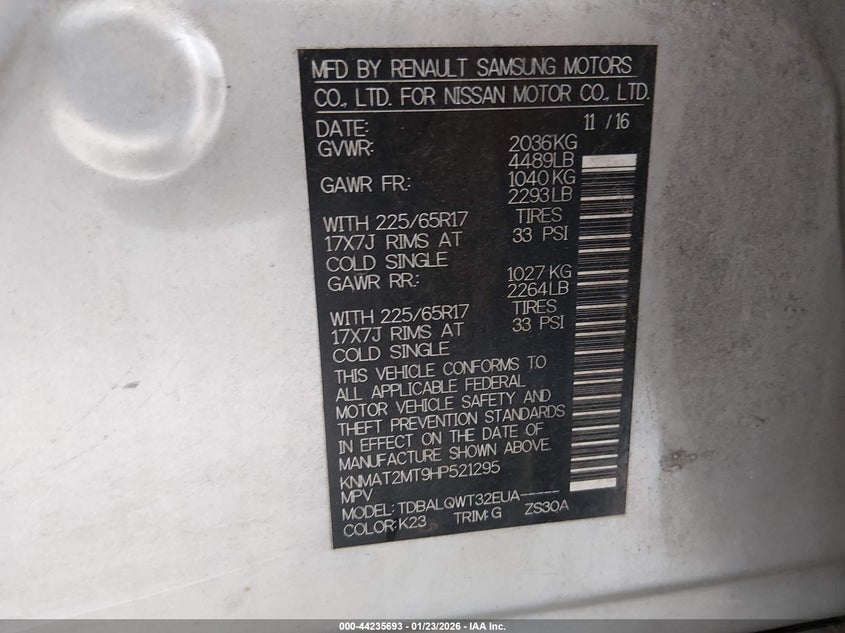 MFD BY RENAULT SAMSUNG MOTORS
CO., LTD. FOR NISSAN MOTOR CO., LTD.
DATE: 11 / 16
GVWR: 2036KG
4489LB
GAWR FR: 1040KG
2293LB
WITH 225/65R17 TIRES
17X7J RIMS AT 33 PSI
COLD SINGLE
GAWR RR: 1027KG
2264LB
WITH 225/65R17 TIRES
17X7J RIMS AT 33 PSI
COLD SINGLE
THIS VEHICLE CONFORMS TO
ALL APPLICABLE FEDERAL
MOTOR VEHICLE SAFETY AND
THEFT PREVENTION STANDARDS
IN EFFECT ON THE DATE OF
MANUFACTURE SHOWN ABOVE.
KNMAT2MT9HP521295
MPV
MODEL: TDBALQWT32EUA-----
COLOR: K23 TRIM: G ZS30A
000-44235693 - 01/23/2026 - IAA Inc.